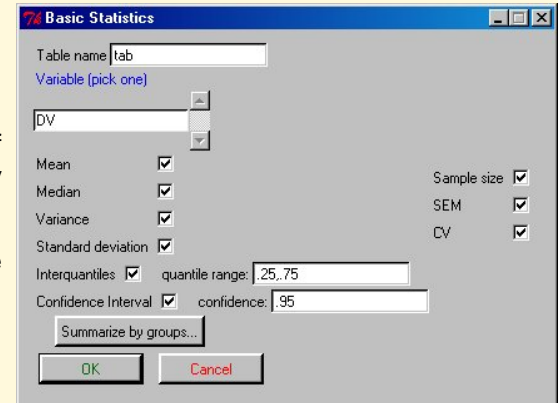 Basic Statistics
Table name tab
Variable (pick one)
DV
Mean
Median
Variance
Standard deviation
Sample size
SEM
CV
Interquantiles quantile range: .25,.75
Confidence Interval confidence: .95
Summarize by groups...
OK Cancel